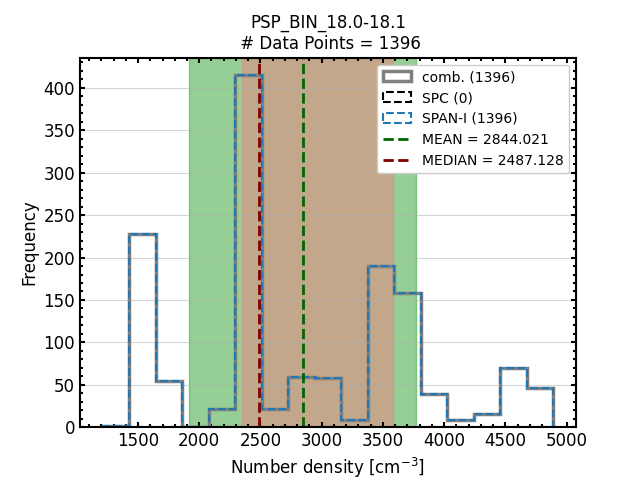 PSP_BIN_18.0-18.1
# Data Points = 1396
comb. (1396)
SPC (0)
SPAN-I (1396)
MEAN = 2844.021
MEDIAN = 2487.128
Frequency
400
350
300
250
200
150
100
50
0
1500 2000 2500 3000 3500 4000 4500 5000
Number density [cm⁻³]